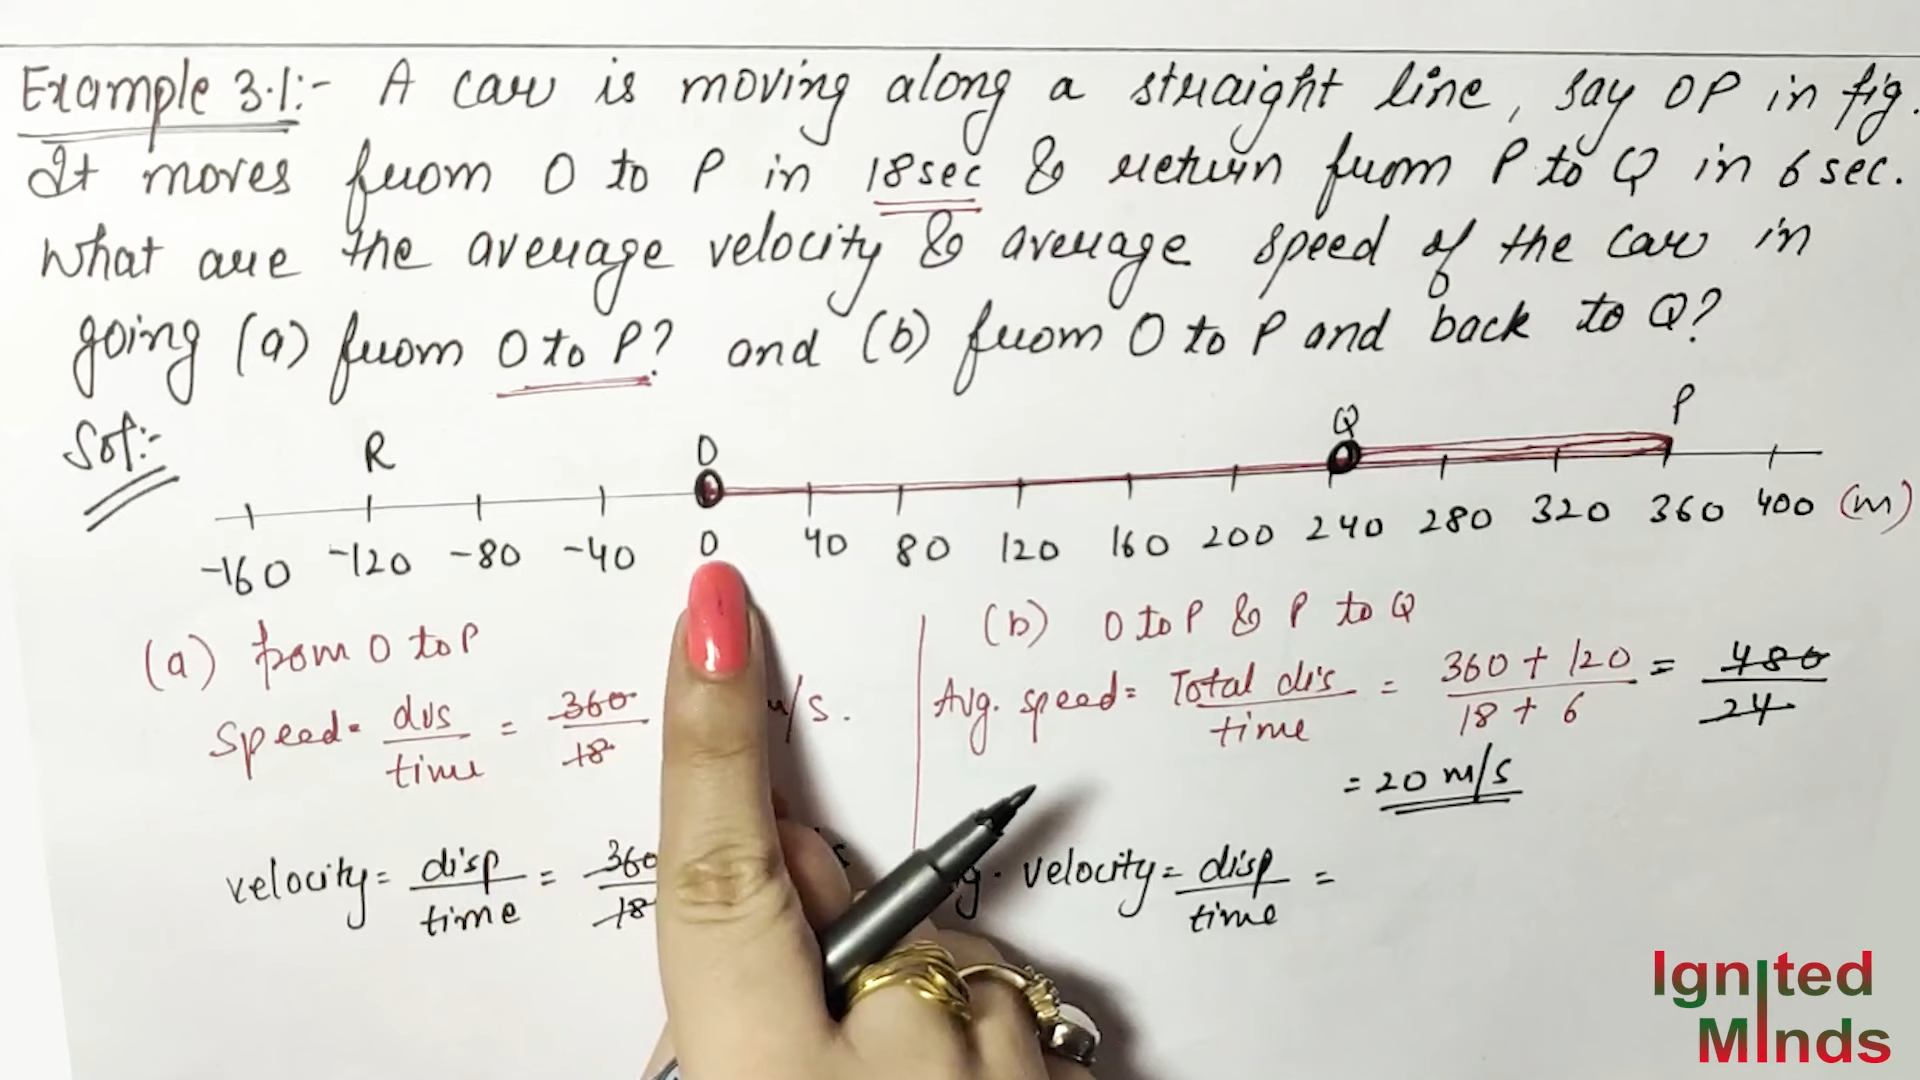 Example 3.1:- A car is moving along a straight line, say OP in fig.
It moves from O to P in 18sec & return from P to Q in 6 sec.
What are the average velocity & average speed of the car in
going (a) from O to P? and (b) from O to P and back to Q?
Sol:-
R O Q P
-160 -120 -80 -40 0 40 80 120 160 200 240 280 320 360 400 (m)
(a) from O to P
Speed = dis/time = 360/18 m/s.
velocity = disp/time = 360/18
(b) O to P & P to Q
Avg. speed = Total dis/time = 360 + 120/18 + 6 = 480/24
= 20 m/s
velocity = disp/time =
Ignited
Minds